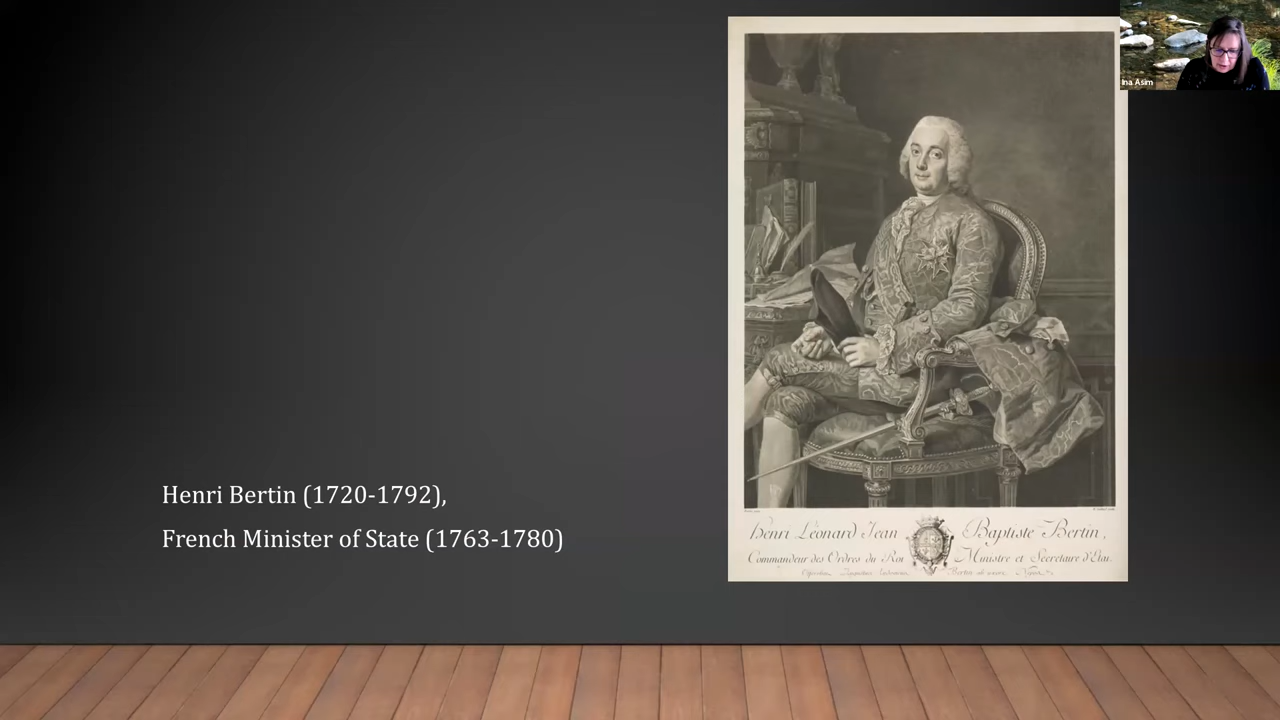 Ina Asim
Henri Bertin (1720-1792),
French Minister of State (1763-1780)
Henri Léonard Jean Baptiste Bertin,
Commandeur des Ordres du Roi Ministre et Secretaire d'Etat.